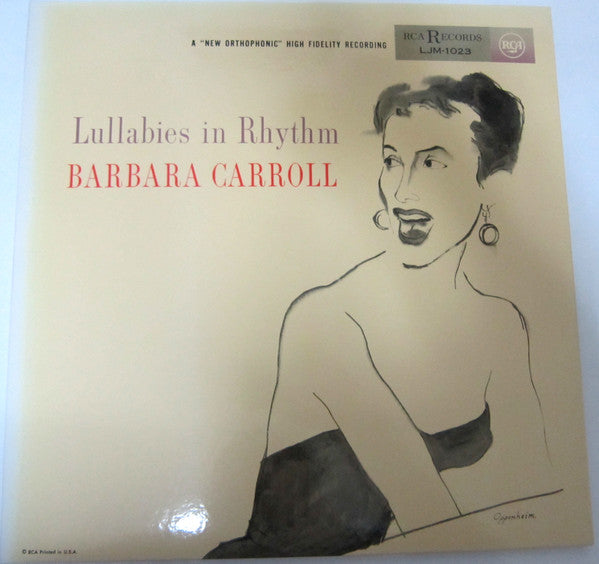 A "NEW ORTHOPHONIC" HIGH FIDELITY RECORDING
RCA RECORDS
LJM-1023
RCA
Lullabies in Rhythm
BARBARA CARROLL
Oppenheim
© RCA Printed in U.S.A.